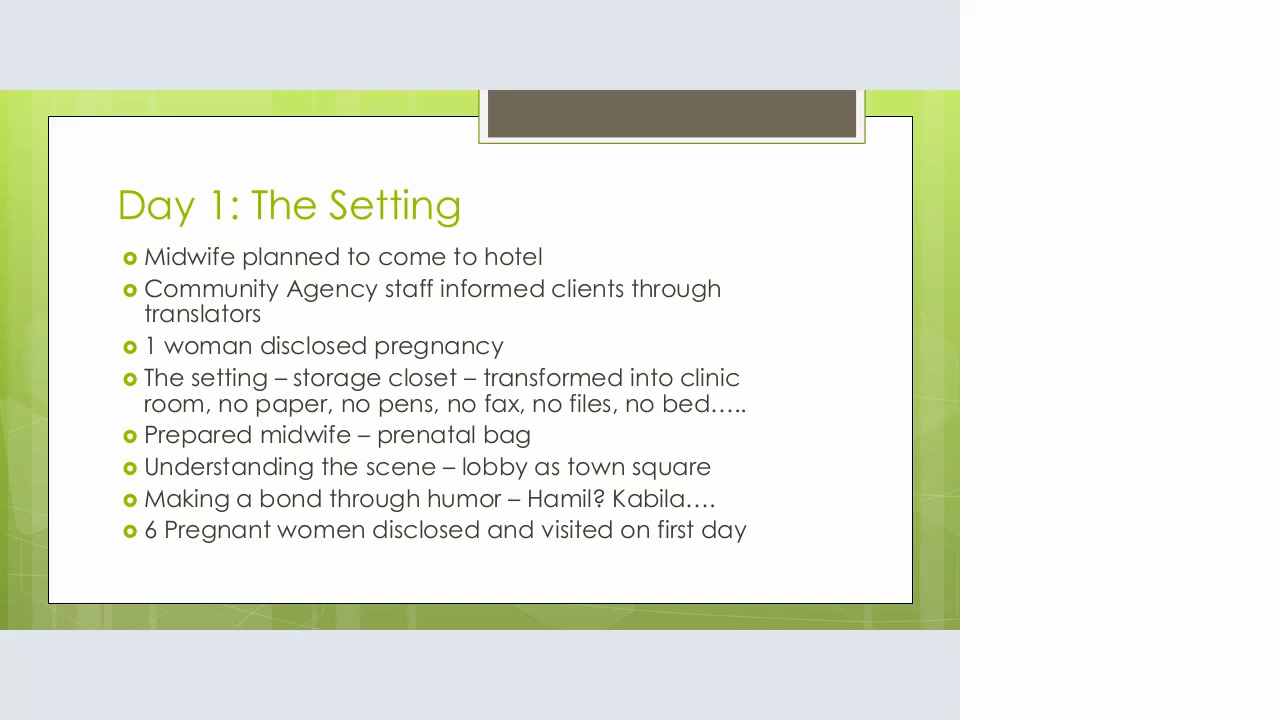 Day 1: The Setting
Midwife planned to come to hotel
Community Agency staff informed clients through
translators
1 woman disclosed pregnancy
The setting – storage closet – transformed into clinic
room, no paper, no pens, no fax, no files, no bed…..
Prepared midwife – prenatal bag
Understanding the scene – lobby as town square
Making a bond through humor – Hamil? Kabila….
6 Pregnant women disclosed and visited on first day